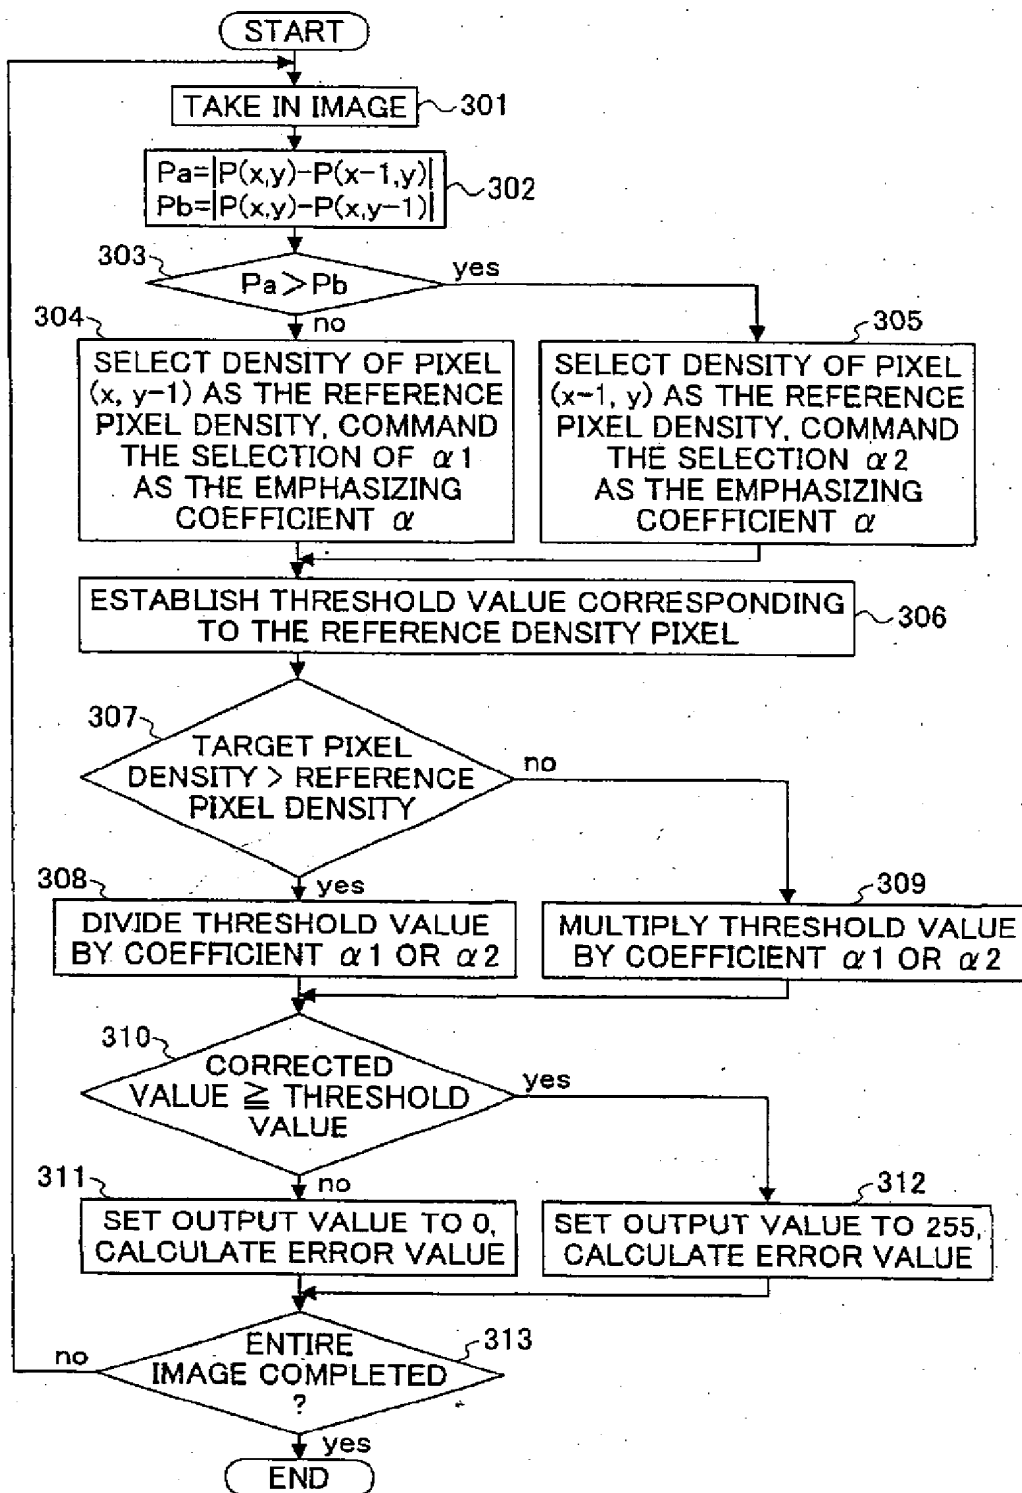 START
TAKE IN IMAGE
301
Pa=|P(x,y)-P(x-1,y)|
Pb=|P(x,y)-P(x,y-1)|
302
303
Pa>Pb
yes
no
304
SELECT DENSITY OF PIXEL
(x, y-1) AS THE REFERENCE
PIXEL DENSITY, COMMAND
THE SELECTION OF α1
AS THE EMPHASIZING
COEFFICIENT α
305
SELECT DENSITY OF PIXEL
(x-1, y) AS THE REFERENCE
PIXEL DENSITY, COMMAND
THE SELECTION α2
AS THE EMPHASIZING
COEFFICIENT α
ESTABLISH THRESHOLD VALUE CORRESPONDING
TO THE REFERENCE DENSITY PIXEL
306
307
TARGET PIXEL
DENSITY > REFERENCE
PIXEL DENSITY
no
yes
308
DIVIDE THRESHOLD VALUE
BY COEFFICIENT α1 OR α2
309
MULTIPLY THRESHOLD VALUE
BY COEFFICIENT α1 OR α2
310
CORRECTED
VALUE ≧ THRESHOLD
VALUE
yes
no
311
SET OUTPUT VALUE TO 0,
CALCULATE ERROR VALUE
312
SET OUTPUT VALUE TO 255,
CALCULATE ERROR VALUE
ENTIRE
IMAGE COMPLETED
?
313
no
yes
END